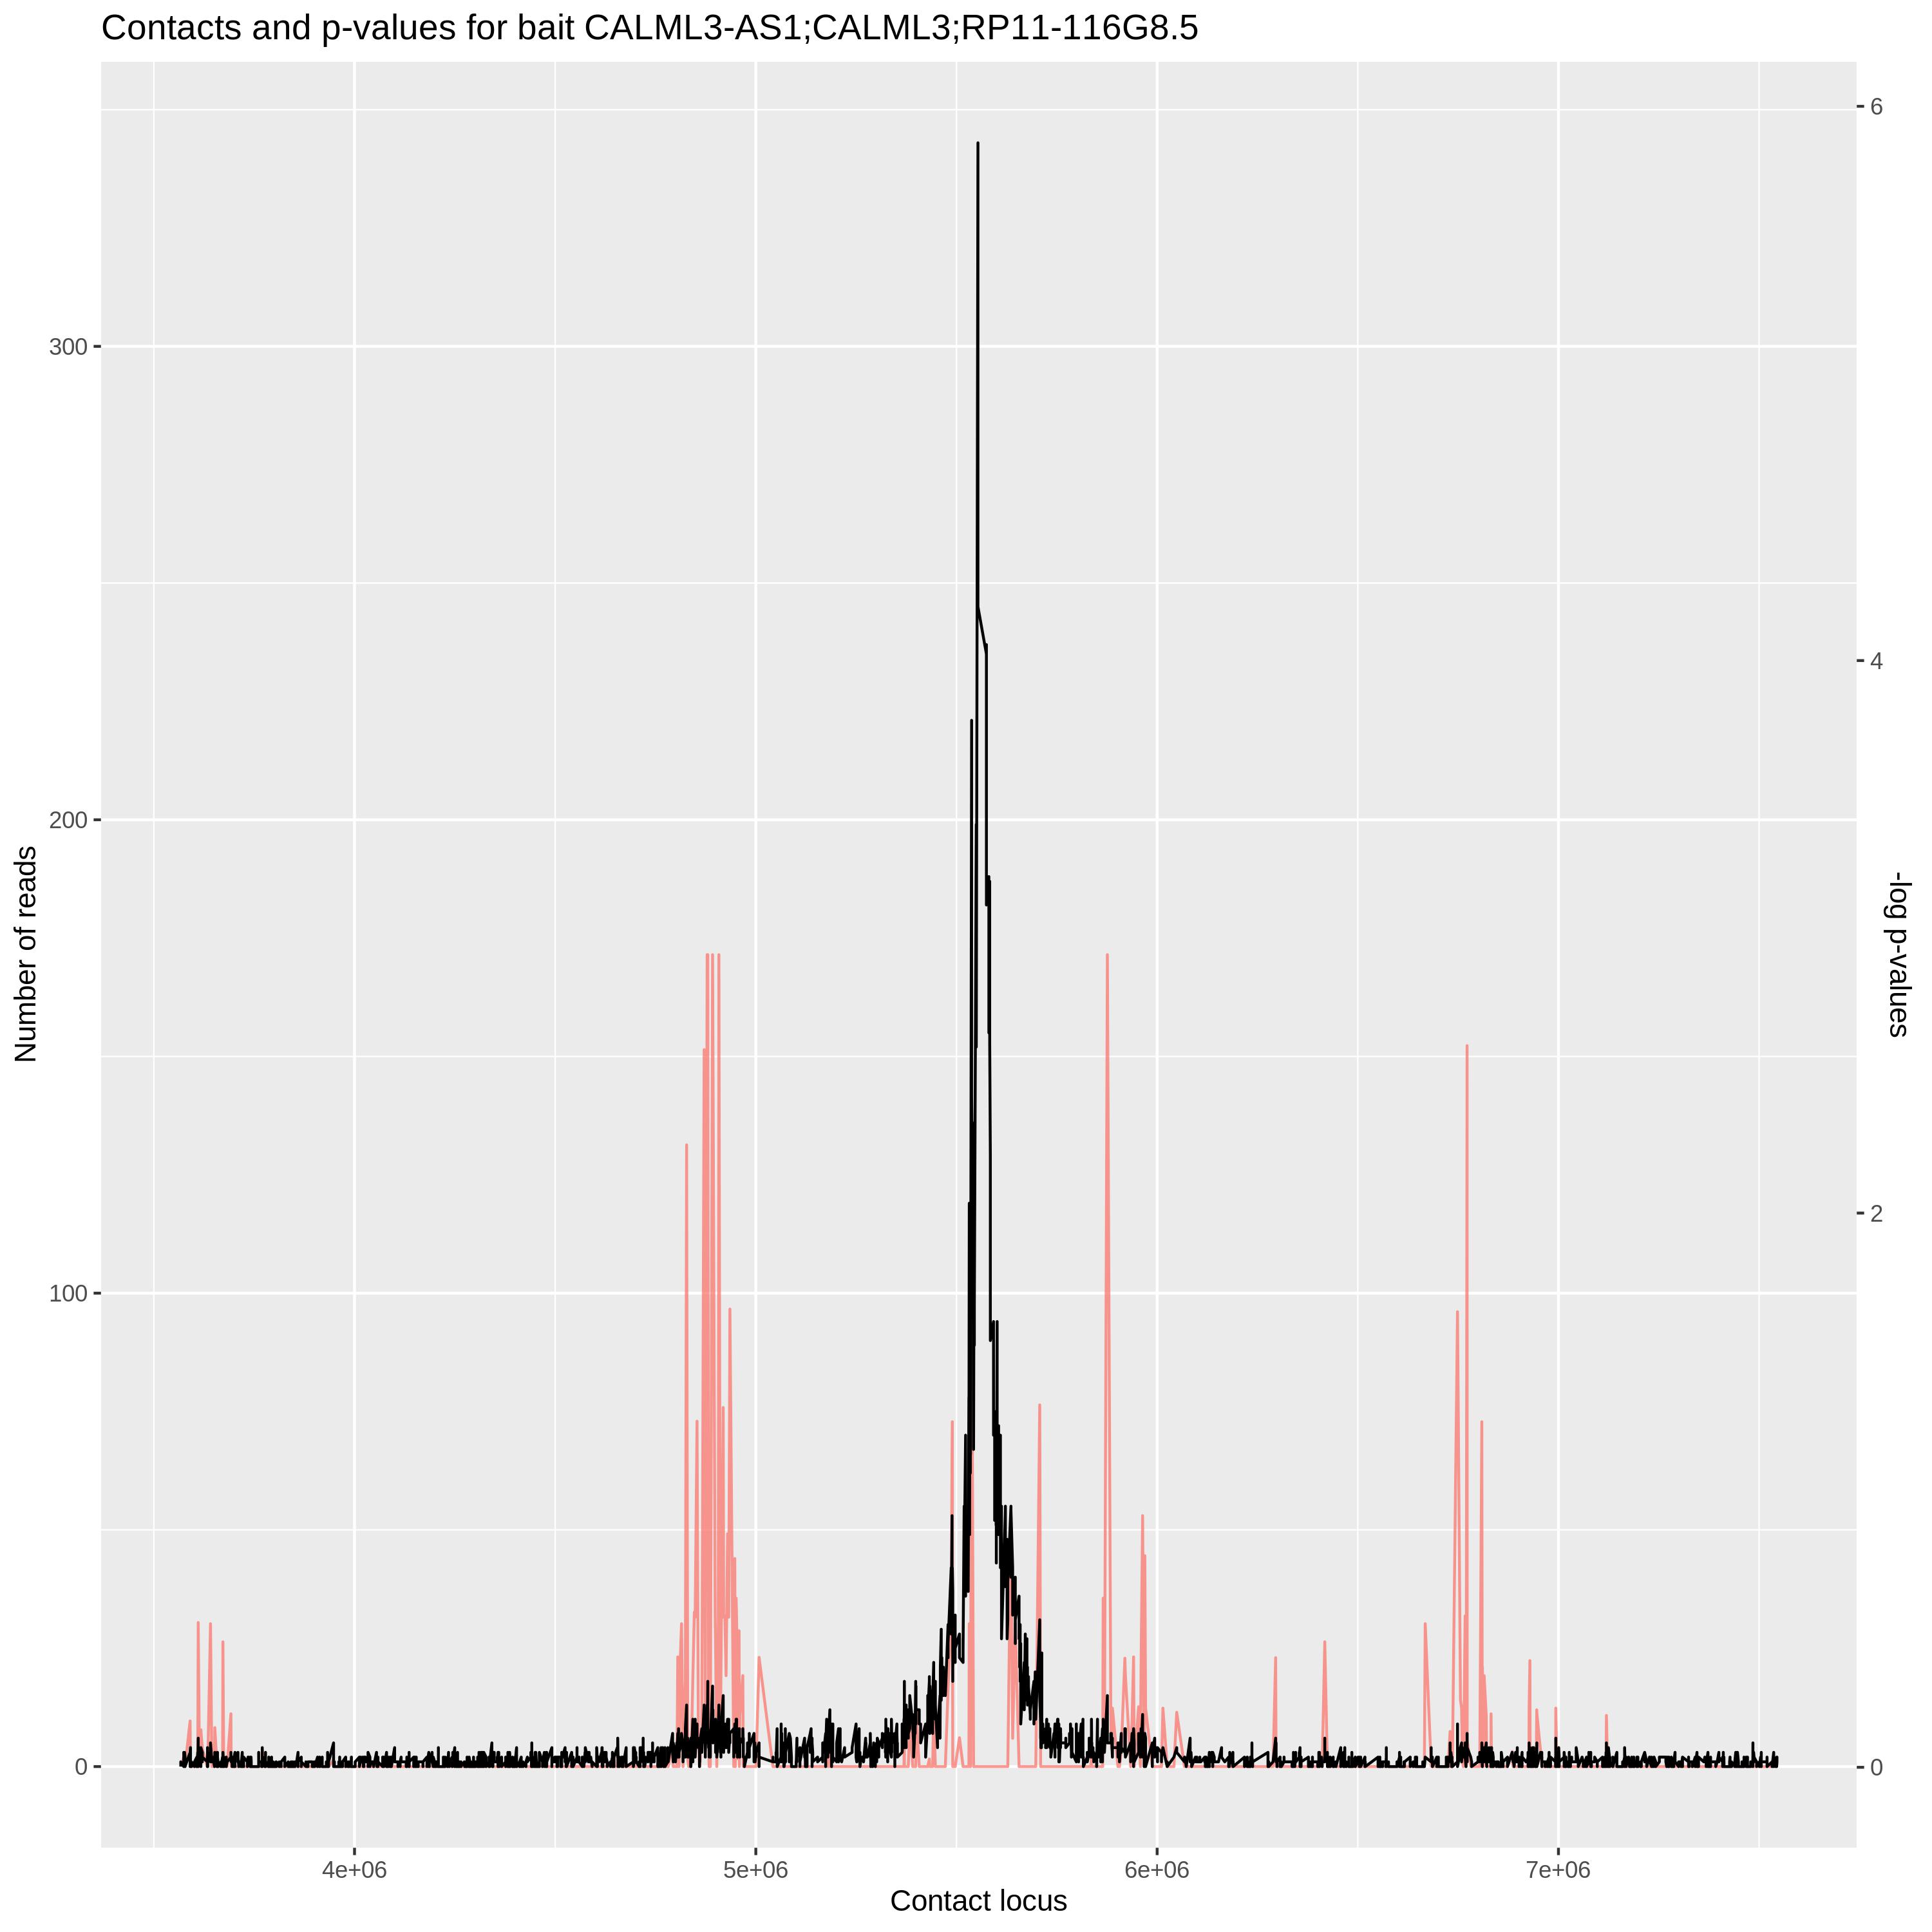 Contacts and p-values for bait CALML3-AS1;CALML3;RP11-116G8.5
6
300
4
200
Number of reads
-log p-values
2
100
0
0
4e+06
5e+06
6e+06
7e+06
Contact locus